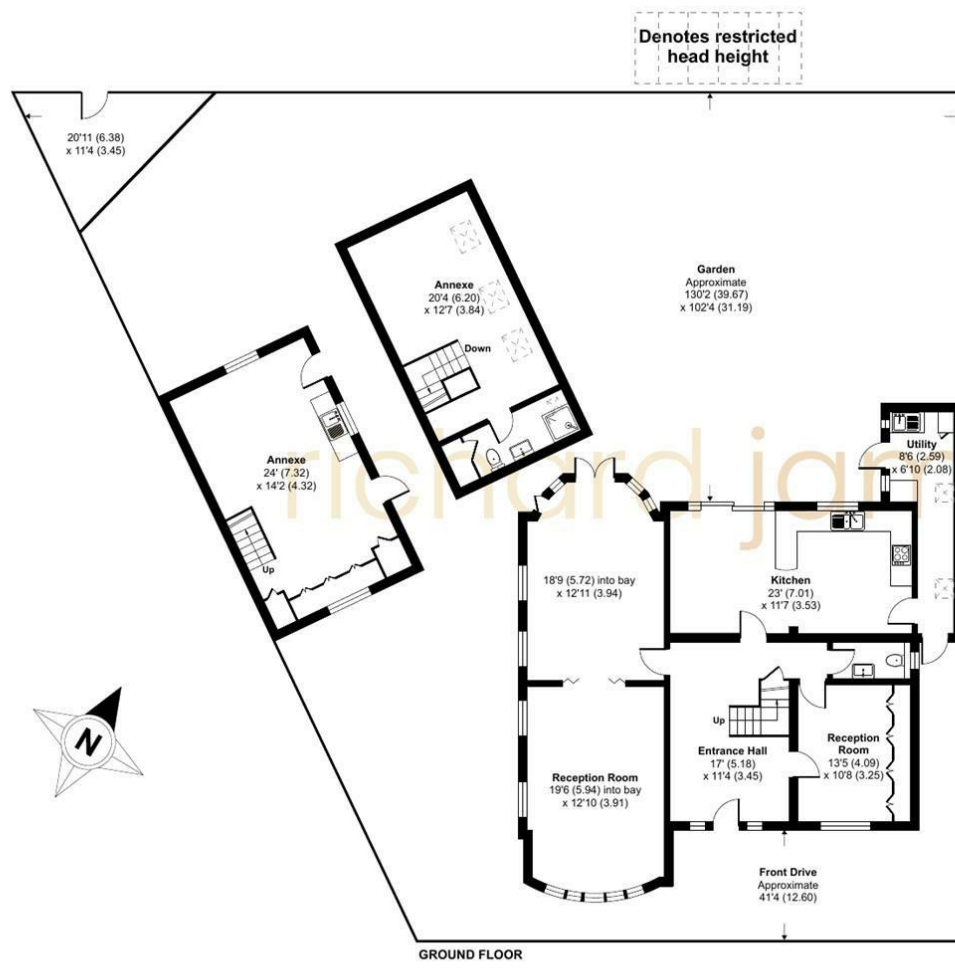 Denotes restricted
head height
20'11 (6.38)
x 11'4 (3.45)
Annexe
20'4 (6.20)
x 12'7 (3.84)
Down
Garden
Approximate
130'2 (39.67)
x 102'4 (31.19)
Annexe
24' (7.32)
x 14'2 (4.32)
Up
richard jam
Utility
8'6 (2.59)
x 6'10 (2.08)
18'9 (5.72) into bay
x 12'11 (3.94)
Kitchen
23' (7.01)
x 11'7 (3.53)
N
Up
Entrance Hall
17' (5.18)
x 11'4 (3.45)
Reception
Room
13'5 (4.09)
x 10'8 (3.25)
Reception Room
19'6 (5.94) into bay
x 12'10 (3.91)
Front Drive
Approximate
41'4 (12.60)
GROUND FLOOR